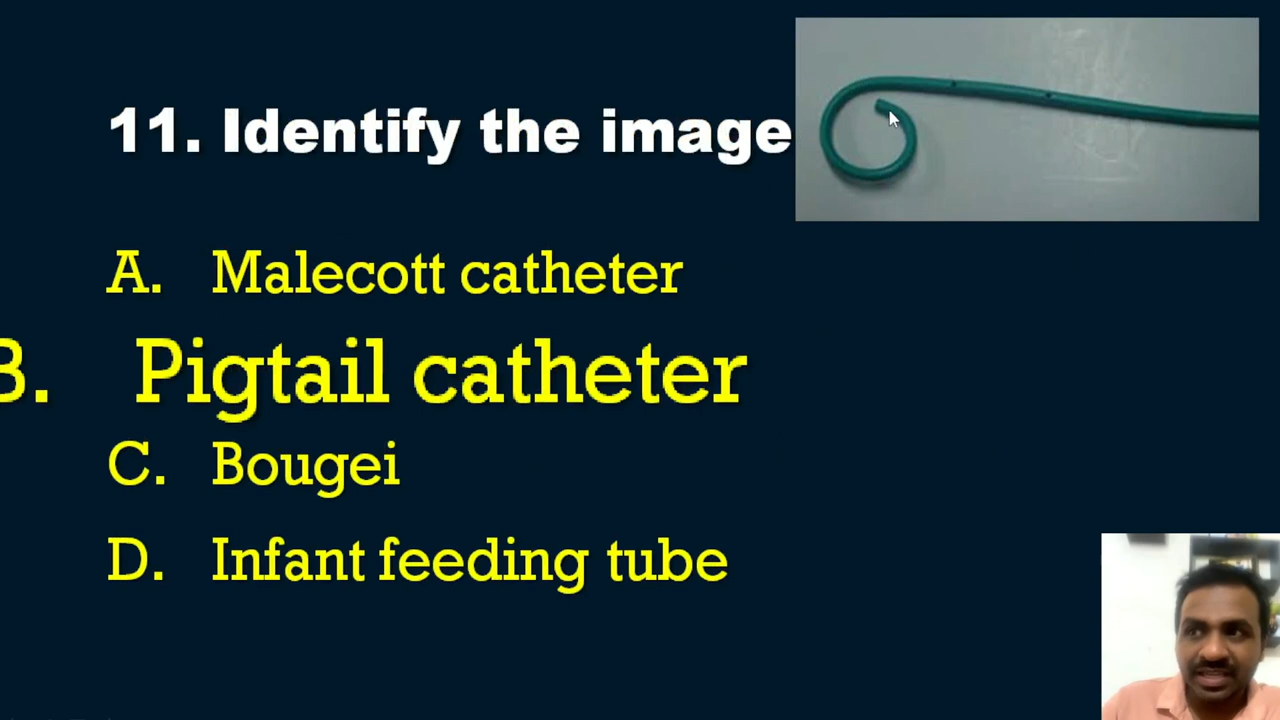 11. Identify the image
A. Malecott catheter
B. Pigtail catheter
C. Bougei
D. Infant feeding tube